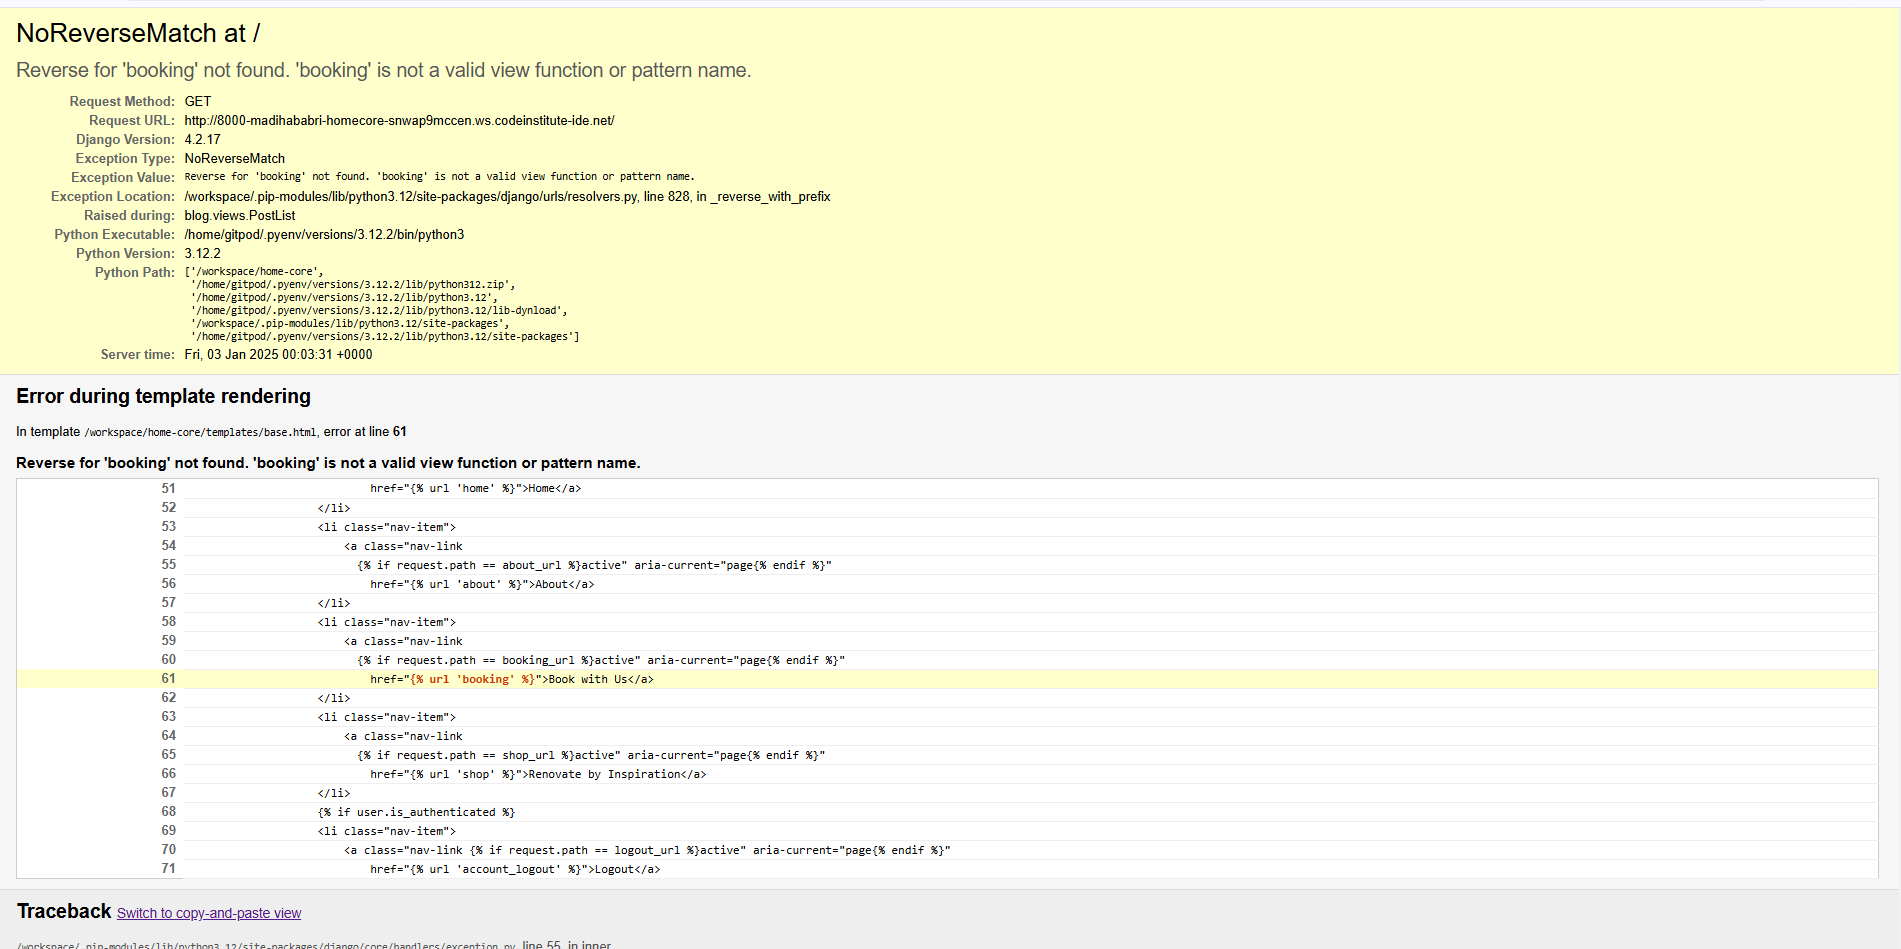 NoReverseMatch at /
Reverse for 'booking' not found. 'booking' is not a valid view function or pattern name.
Request Method: GET
Request URL: http://8000-madihababri-homecore-snwap9mccen.ws.codeinstitute-ide.net/
Django Version: 4.2.17
Exception Type: NoReverseMatch
Exception Value: Reverse for 'booking' not found. 'booking' is not a valid view function or pattern name.
Exception Location: /workspace/.pip-modules/lib/python3.12/site-packages/django/urls/resolvers.py, line 828, in _reverse_with_prefix
Raised during: blog.views.PostList
Python Executable: /home/gitpod/.pyenv/versions/3.12.2/bin/python3
Python Version: 3.12.2
Python Path: ['/workspace/home-core',
'/home/gitpod/.pyenv/versions/3.12.2/lib/python312.zip',
'/home/gitpod/.pyenv/versions/3.12.2/lib/python3.12',
'/home/gitpod/.pyenv/versions/3.12.2/lib/python3.12/lib-dynload',
'/workspace/.pip-modules/lib/python3.12/site-packages',
'/home/gitpod/.pyenv/versions/3.12.2/lib/python3.12/site-packages']
Server time: Fri, 03 Jan 2025 00:03:31 +0000
Error during template rendering
In template /workspace/home-core/templates/base.html, error at line 61
Reverse for 'booking' not found. 'booking' is not a valid view function or pattern name.
51 href="{% url 'home' %}">Home</a>
52 </li>
53 <li class="nav-item">
54 <a class="nav-link
55 {% if request.path == about_url %}active" aria-current="page{% endif %}"
56 href="{% url 'about' %}">About</a>
57 </li>
58 <li class="nav-item">
59 <a class="nav-link
60 {% if request.path == booking_url %}active" aria-current="page{% endif %}"
61 href="{% url 'booking' %}">Book with Us</a>
62 </li>
63 <li class="nav-item">
64 <a class="nav-link
65 {% if request.path == shop_url %}active" aria-current="page{% endif %}"
66 href="{% url 'shop' %}">Renovate by Inspiration</a>
67 </li>
68 {% if user.is_authenticated %}
69 <li class="nav-item">
70 <a class="nav-link {% if request.path == logout_url %}active" aria-current="page{% endif %}"
71 href="{% url 'account_logout' %}">Logout</a>
Traceback Switch to copy-and-paste view
/workspace/.pip-modules/lib/python3.12/site-packages/django/core/handlers/exception.py, line 55, in inner